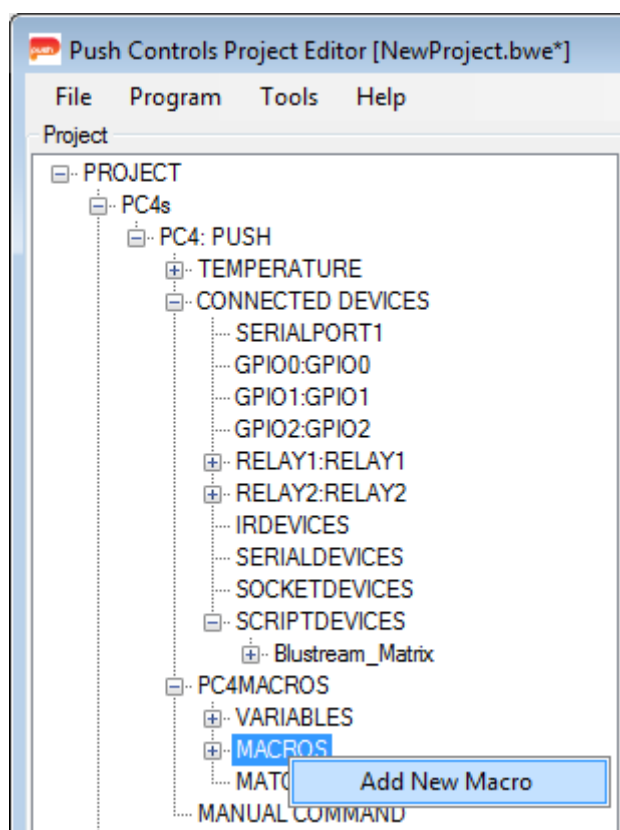 push Push Controls Project Editor [NewProject.bwe*]
File Program Tools Help
Project
PROJECT
PC4s
PC4: PUSH
TEMPERATURE
CONNECTED DEVICES
SERIALPORT1
GPIO0:GPIO0
GPIO1:GPIO1
GPIO2:GPIO2
RELAY1:RELAY1
RELAY2:RELAY2
IRDEVICES
SERIALDEVICES
SOCKETDEVICES
SCRIPTDEVICES
Blustream_Matrix
PC4MACROS
VARIABLES
MACROS
Add New Macro
MANUAL COMMAND